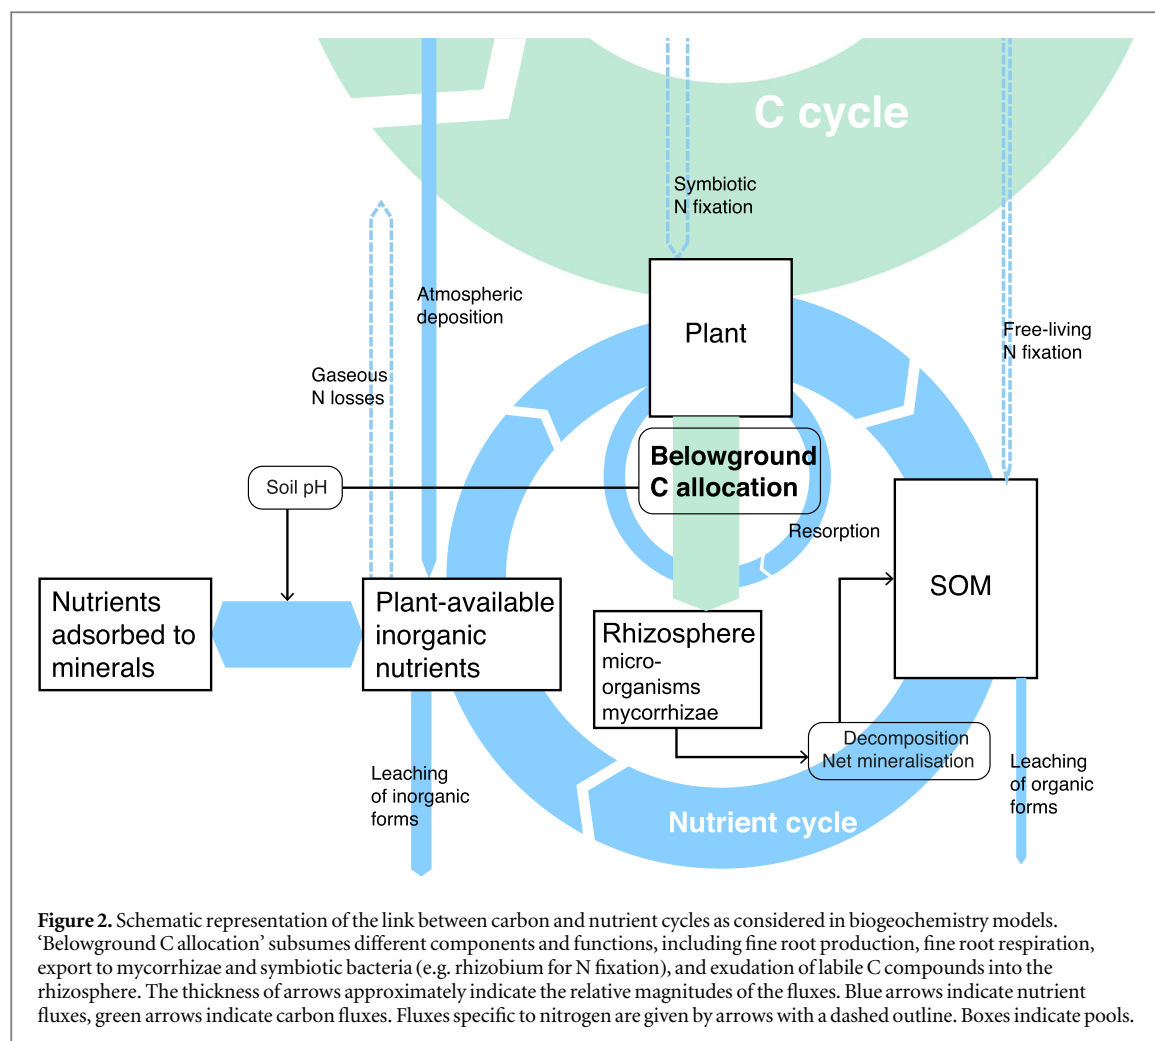 C cycle
Symbiotic
N fixation
Atmospheric
deposition
Free-living
N fixation
Plant
Gaseous
N losses
Belowground
C allocation
Soil pH
Resorption
Nutrients
adsorbed to
minerals
Plant-available
inorganic
nutrients
SOM
Rhizosphere
micro-
organisms
mycorrhizae
Decomposition
Net mineralisation
Leaching
of inorganic
forms
Leaching
of organic
forms
Nutrient cycle
Figure 2. Schematic representation of the link between carbon and nutrient cycles as considered in biogeochemistry models.
‘Belowground C allocation’ subsumes different components and functions, including fine root production, fine root respiration,
export to mycorrhizae and symbiotic bacteria (e.g. rhizobium for N fixation), and exudation of labile C compounds into the
rhizosphere. The thickness of arrows approximately indicate the relative magnitudes of the fluxes. Blue arrows indicate nutrient
fluxes, green arrows indicate carbon fluxes. Fluxes specific to nitrogen are given by arrows with a dashed outline. Boxes indicate pools.